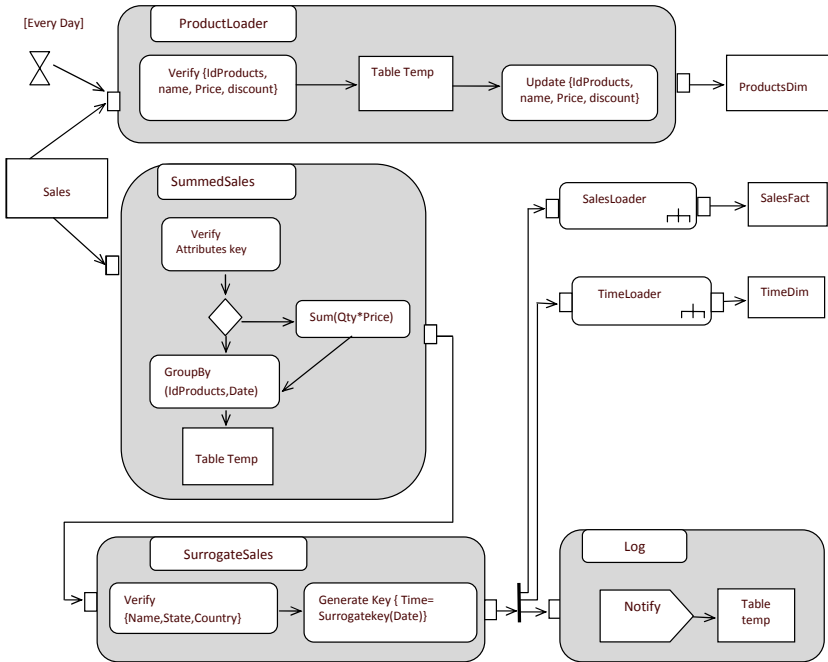 [Every Day]
ProductLoader
Verify {IdProducts,
name, Price, discount}
Table Temp
Update {IdProducts,
name, Price, discount}
ProductsDim
Sales
SummedSales
Verify
Attributes key
Sum(Qty*Price)
GroupBy
(IdProducts,Date)
Table Temp
SalesLoader
SalesFact
TimeLoader
TimeDim
SurrogateSales
Verify
{Name,State,Country}
Generate Key { Time=
Surrogatekey(Date)}
Log
Notify
Table
temp